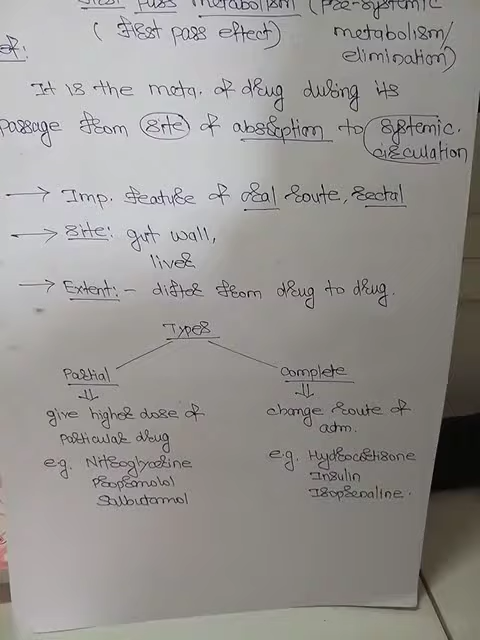 First pass metabolism (pre-systemic
( first pass effect) metabolism/
elimination)
ef:
It is the meta. of drug during its
passage from site of absorption to systemic.
circulation
→ Imp. feature of oral route, rectal
→ site: gut wall,
liver
→ Extent: - differ from drug to drug.
Types
Partial
⇓
give higher dose of
particular drug
e.g. Nitroglycerine
Propranolol
Salbutamol
complete
⇓
change route of
adm.
e.g. Hydrocortisone
Insulin
Isoprenaline.